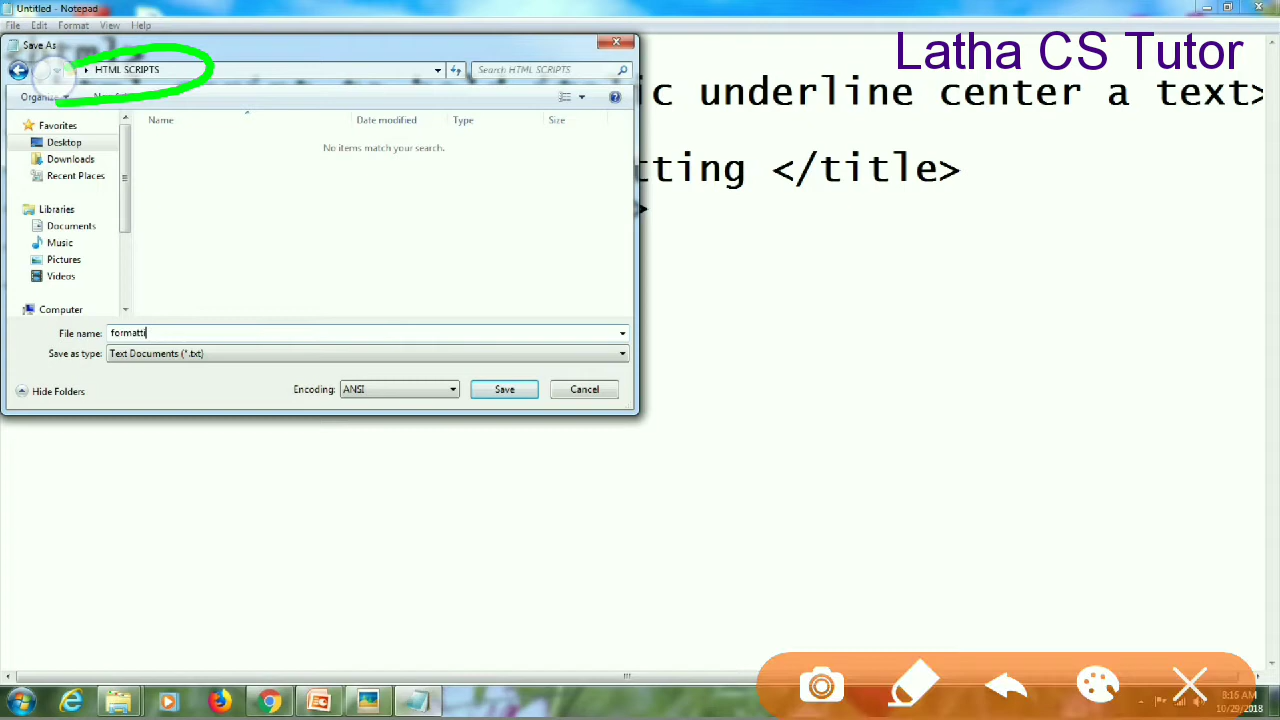 Untitled - Notepad
File Edit Format View Help
Latha CS Tutor
Save As
HTML SCRIPTS
Search HTML SCRIPTS
Organize
ic underline center a text>
Name Date modified Type Size
No items match your search.
Favorites
Desktop
Downloads
Recent Places
tting </title>
>
Libraries
Documents
Music
Pictures
Videos
Computer
File name: formatti
Save as type: Text Documents (*.txt)
Hide Folders
Encoding: ANSI
Save
Cancel
8:15 AM
10/29/2018